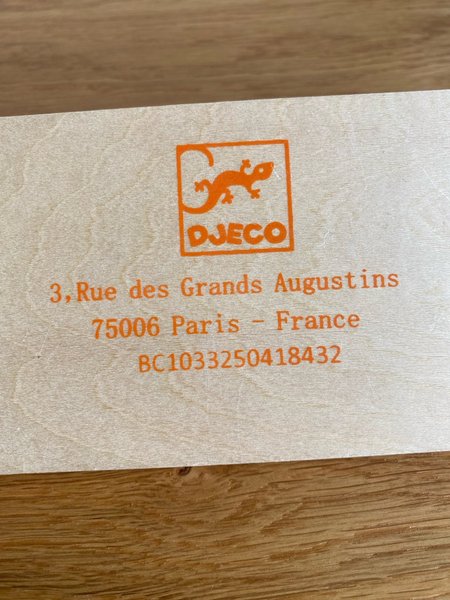 DJECO
3,Rue des Grands Augustins
75006 Paris - France
BC1033250418432